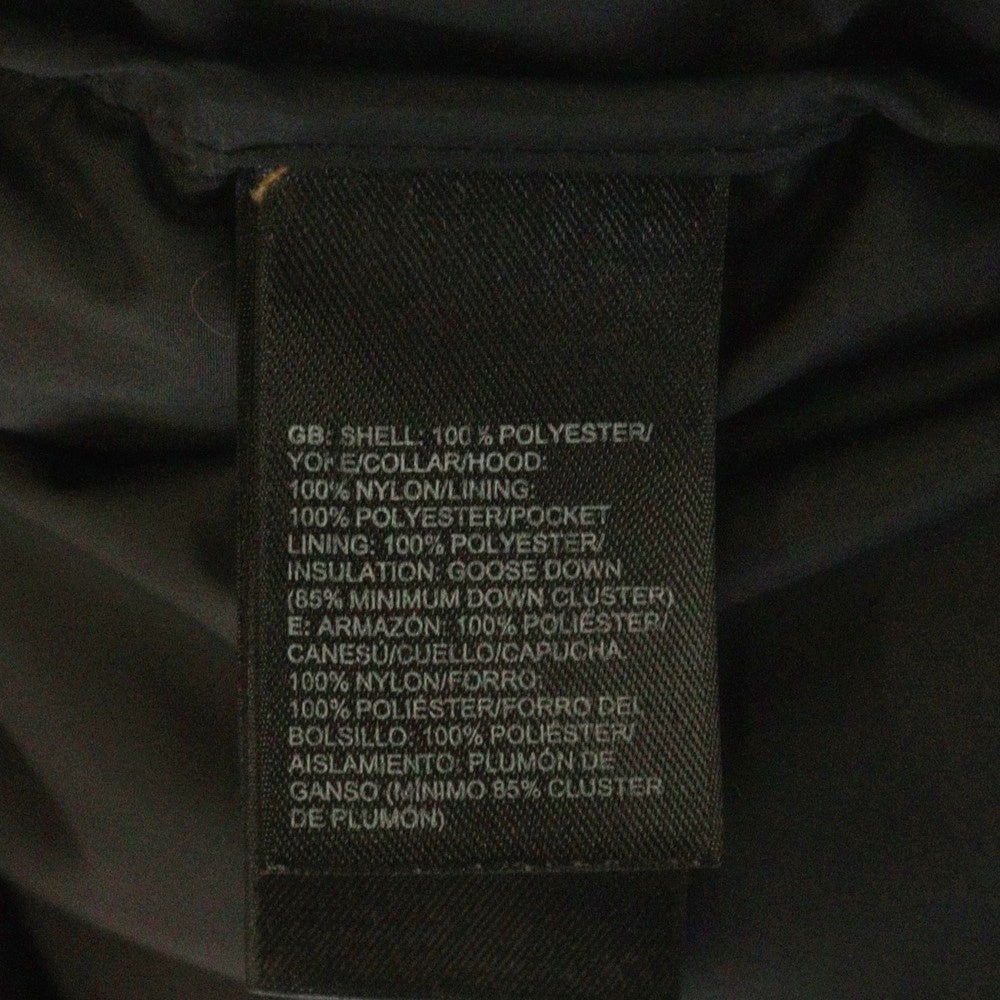 GB: SHELL: 100 % POLYESTER/
YOKE/COLLAR/HOOD:
100% NYLON/LINING:
100% POLYESTER/POCKET
LINING: 100% POLYESTER/
INSULATION: GOOSE DOWN
(85% MINIMUM DOWN CLUSTER)
E: ARMAZÓN: 100% POLIÉSTER/
CANESÚ/CUELLO/CAPUCHA:
100% NYLON/FORRO:
100% POLIÉSTER/FORRO DEL
BOLSILLO: 100% POLIÉSTER/
AISLAMIENTO: PLUMÓN DE
GANSO (MÍNIMO 85% CLUSTER
DE PLUMÓN)